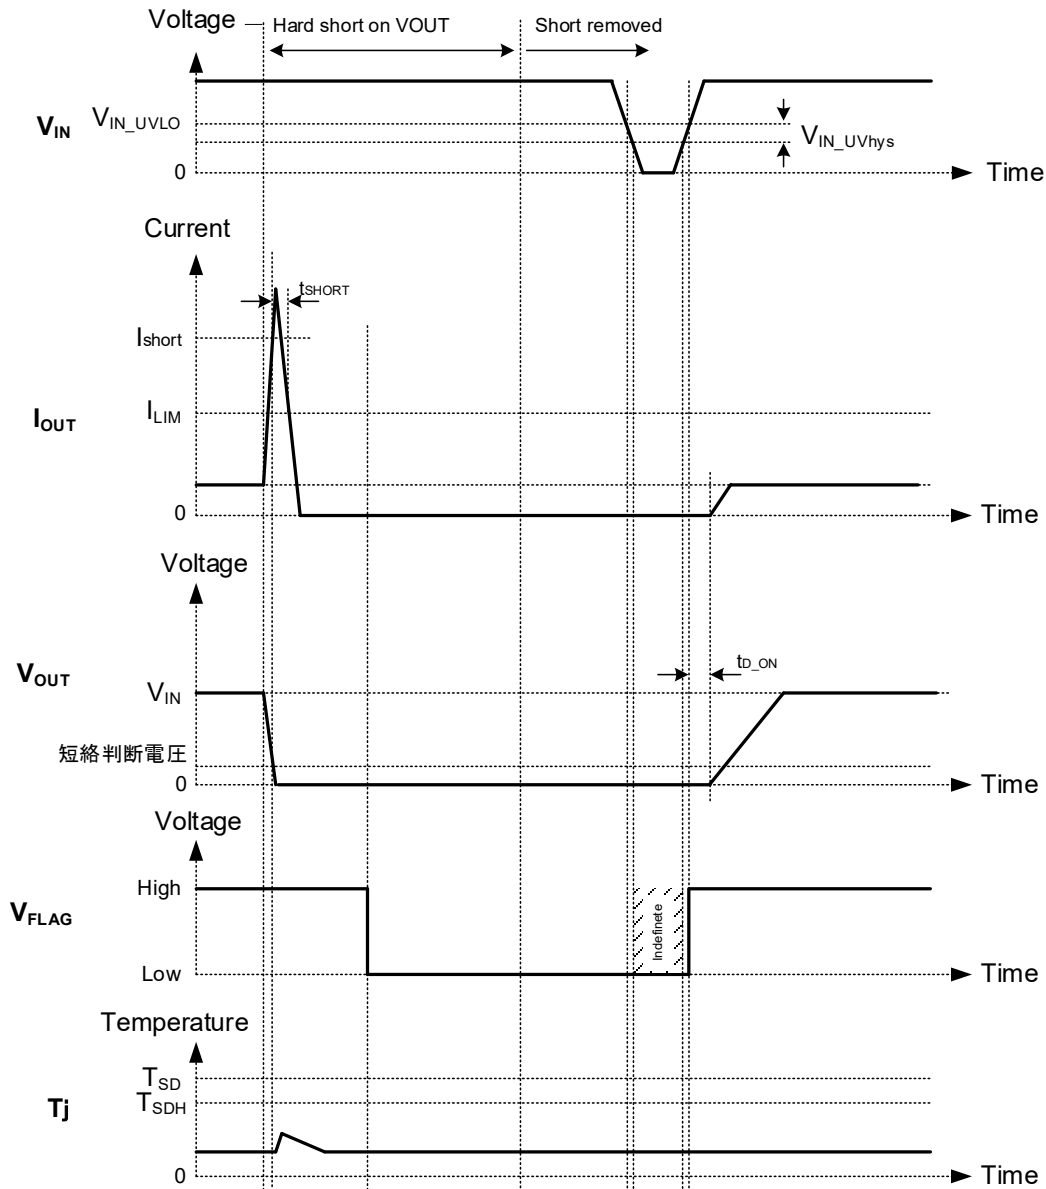 Voltage
Hard short on VOUT
Short removed
VIN
VIN_UVLO
VIN_UVhys
0
Time
Current
tSHORT
Ishort
IOUT
ILIM
0
Time
Voltage
VOUT
tD_ON
VIN
短絡判断電圧
0
Time
Voltage
High
VFLAG
Indefinete
Low
Time
Temperature
TSD
TSDH
Tj
0
Time